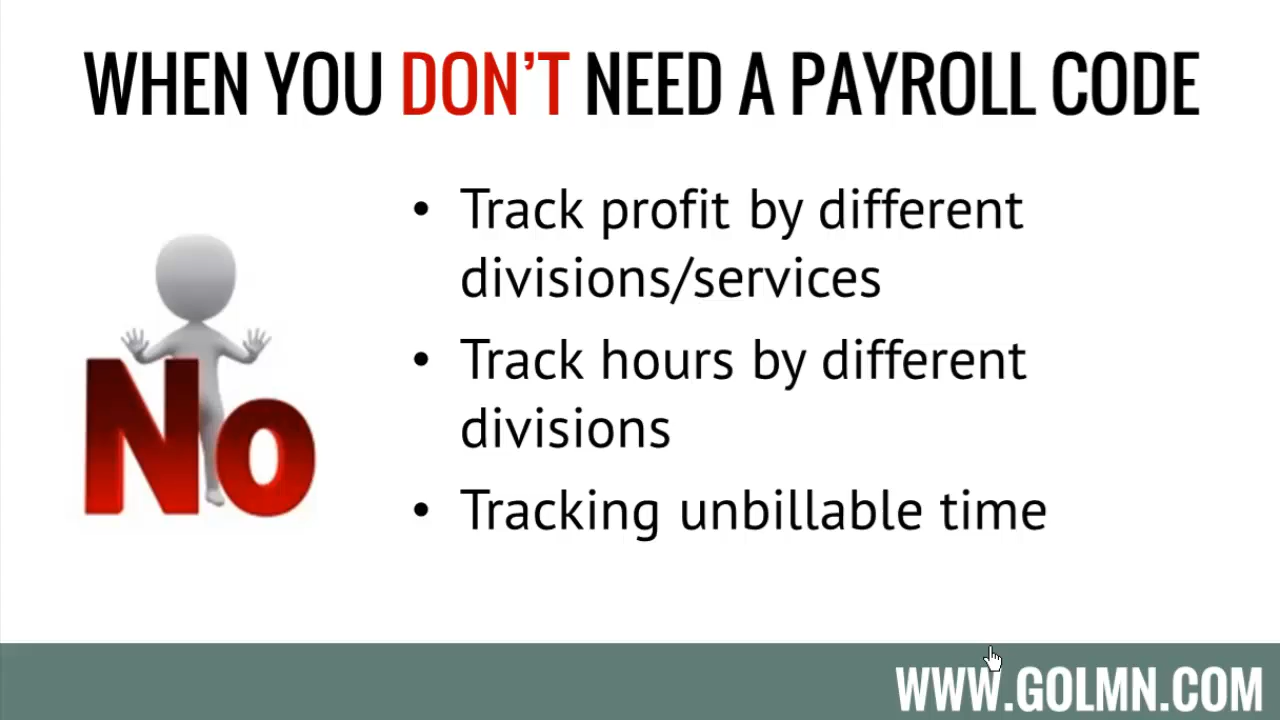 WHEN YOU DON'T NEED A PAYROLL CODE
• Track profit by different
divisions/services
• Track hours by different
divisions
• Tracking unbillable time
No
WWW.GOLMN.COM